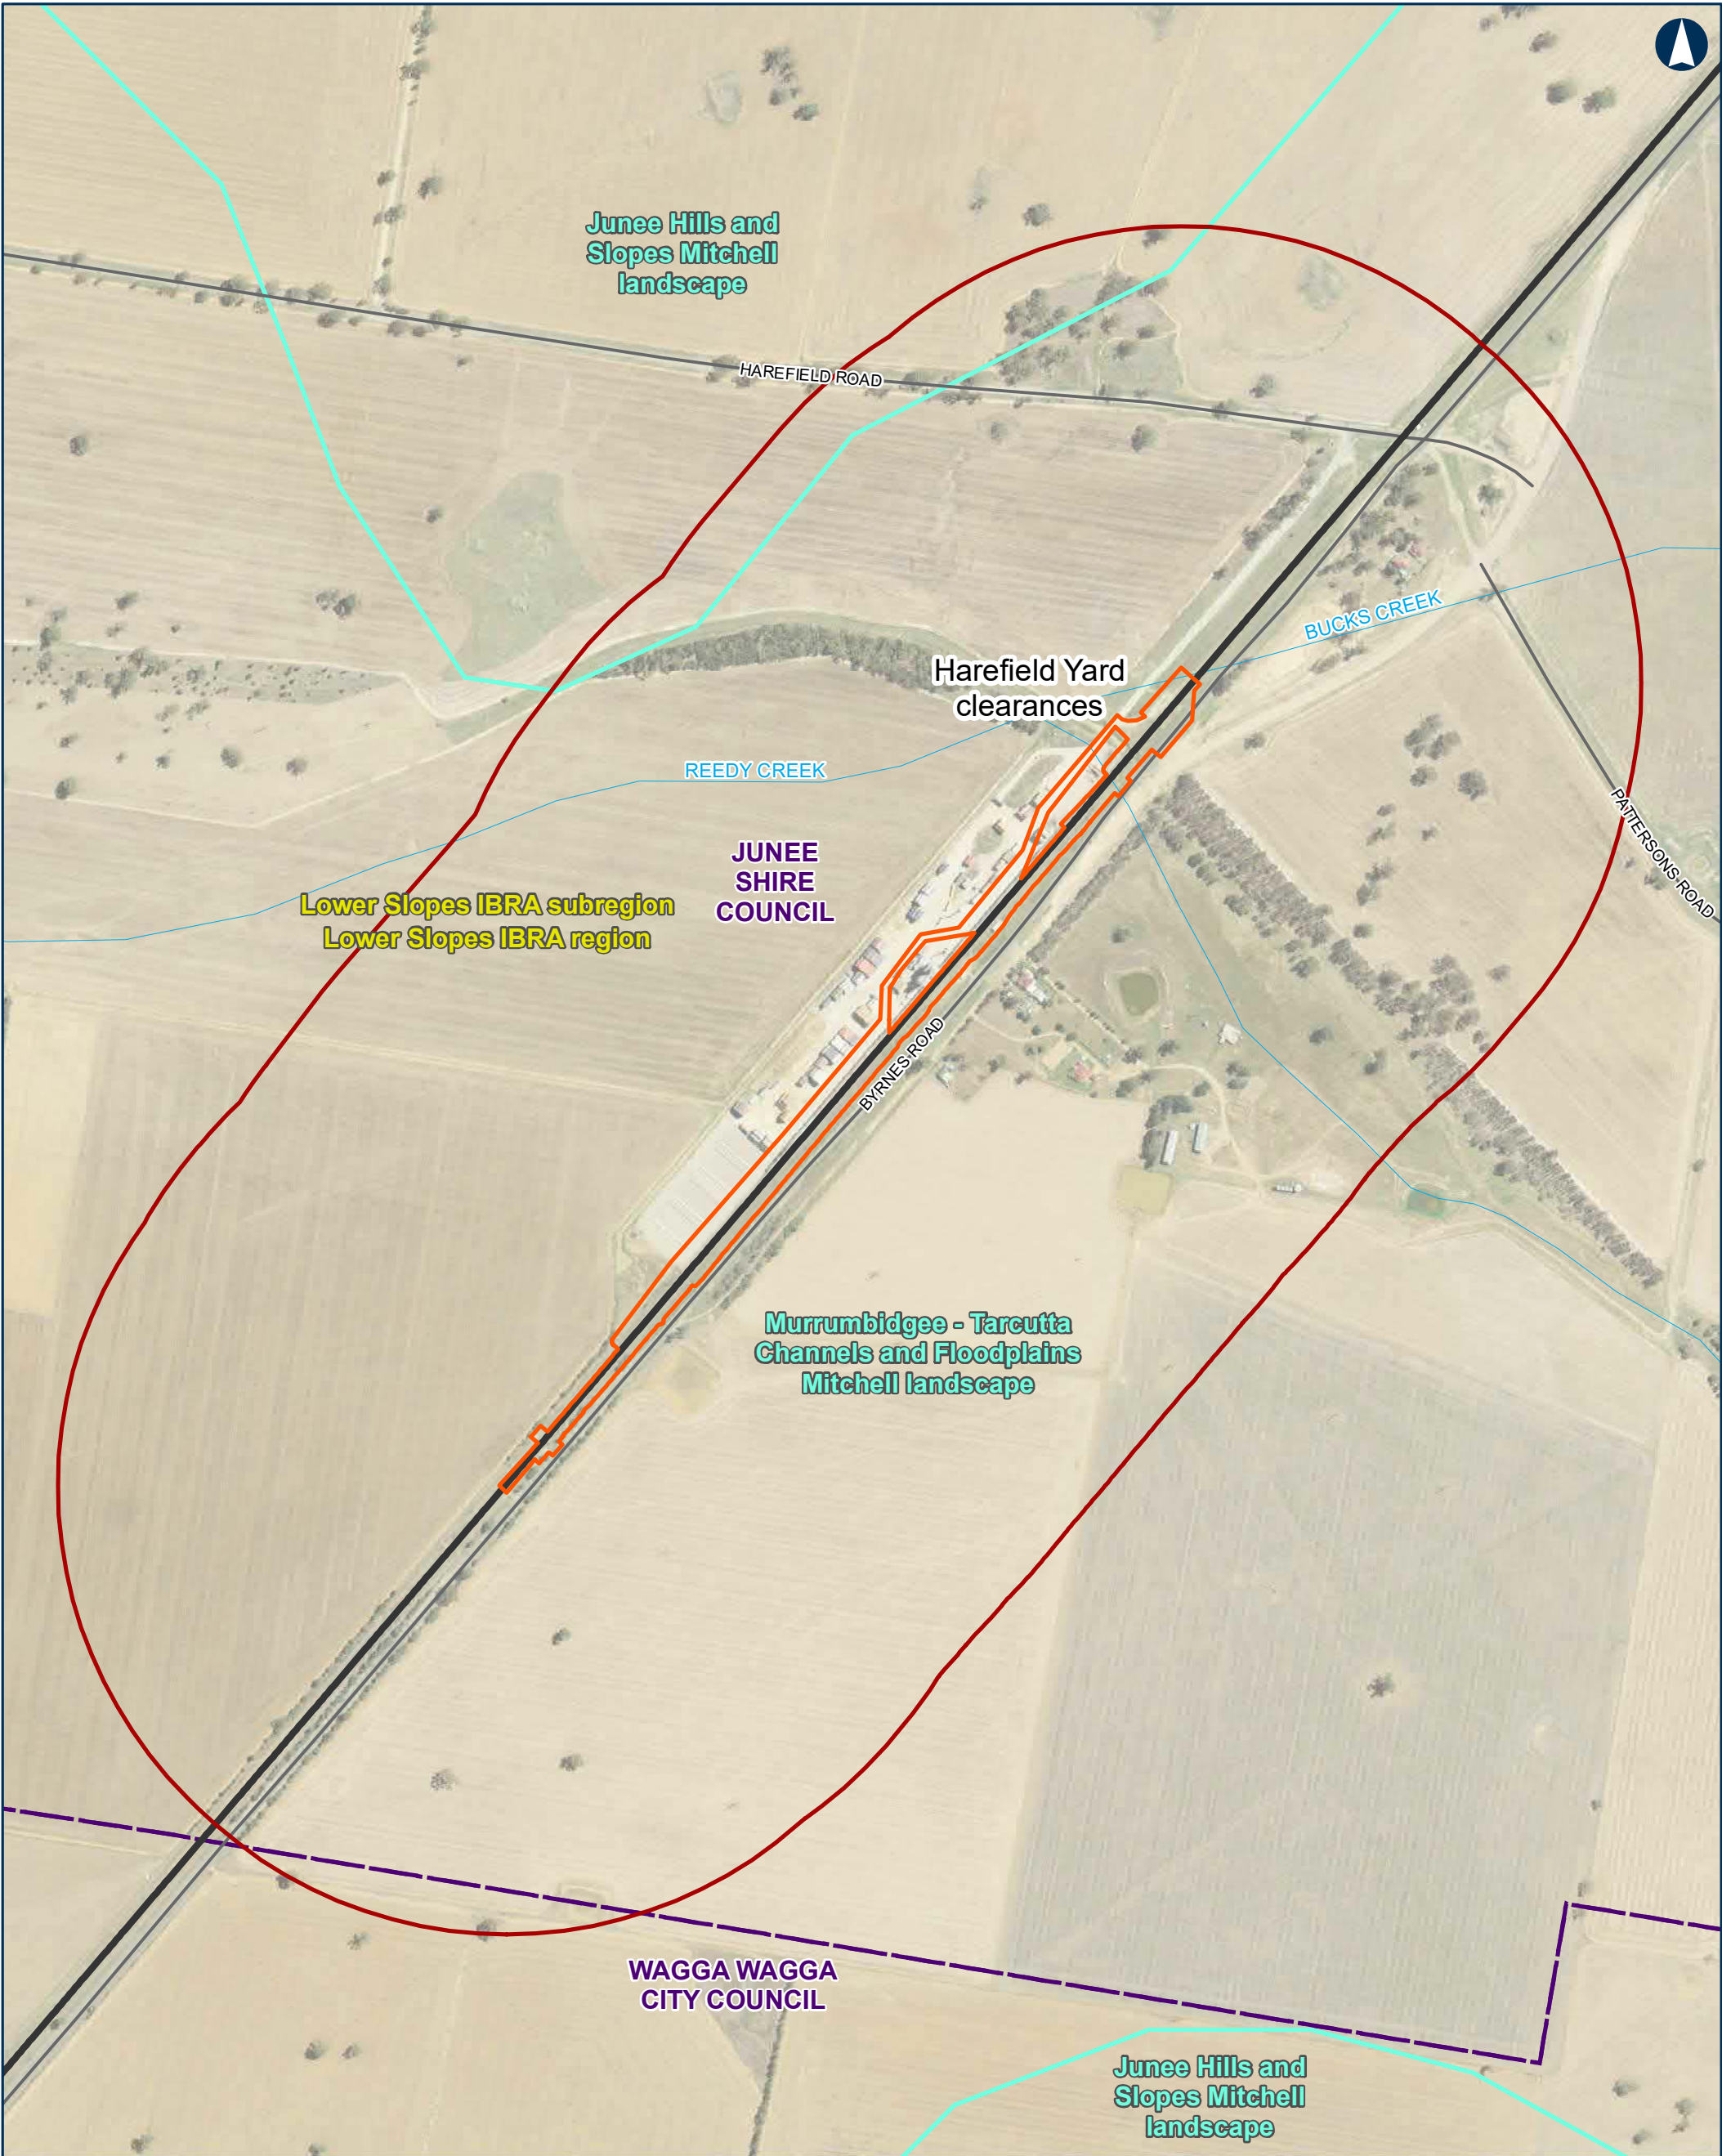 Junee Hills and
Slopes Mitchell
landscape
HAREFIELD ROAD
BUCKS CREEK
Harefield Yard
clearances
REEDY CREEK
PATTERSONS ROAD
JUNEE
SHIRE
COUNCIL
Lower Slopes IBRA subregion
Lower Slopes IBRA region
BYRNES ROAD
Murrumbidgee - Tarcutta
Channels and Floodplains
Mitchell landscape
WAGGA WAGGA
CITY COUNCIL
Junee Hills and
Slopes Mitchell
landscape